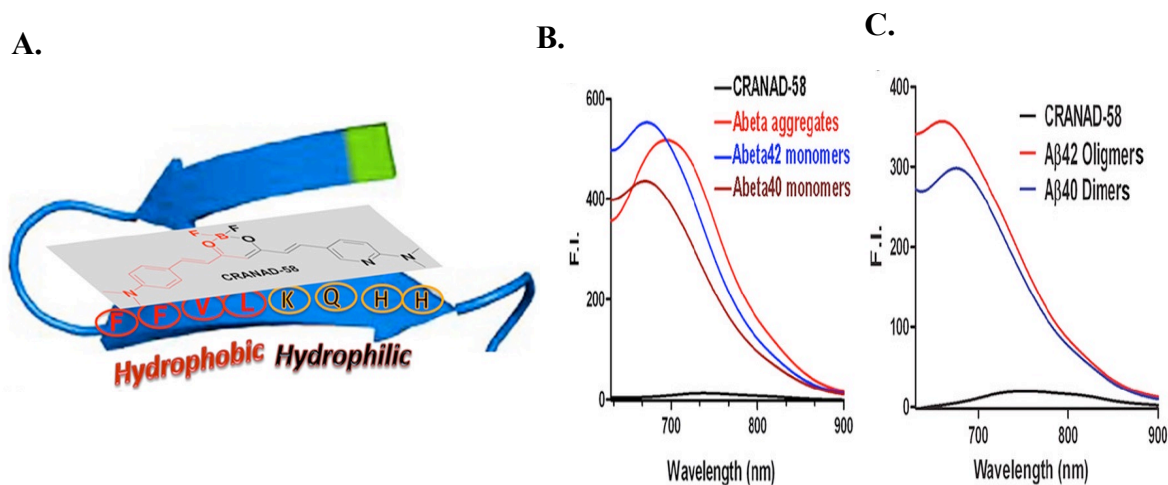 A.
F
F B F
O O
N
CRANAD-58
N N
F F V L K Q H H
Hydrophobic Hydrophilic
B.
600
400
200
0
F.I.
CRANAD-58
Abeta aggregates
Abeta42 monomers
Abeta40 monomers
700 800 900
Wavelength (nm)
C.
400
300
200
100
0
F.I.
CRANAD-58
Aβ42 Oligmers
Aβ40 Dimers
700 800 900
Wavelength (nm)